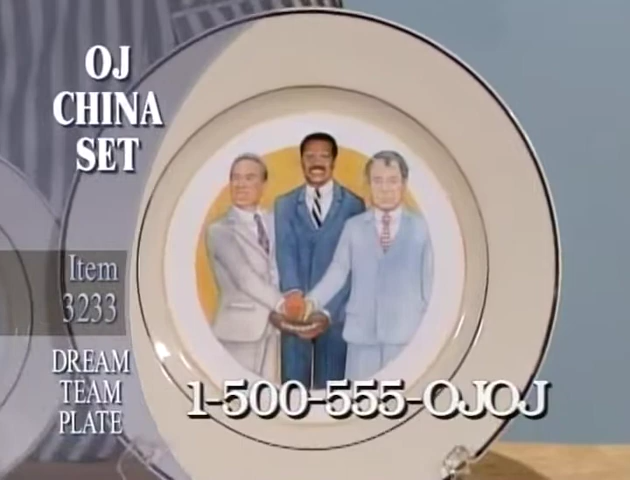 OJ
CHINA
SET
Item
3233
DREAM
TEAM
PLATE
1-500-555-OJOJ